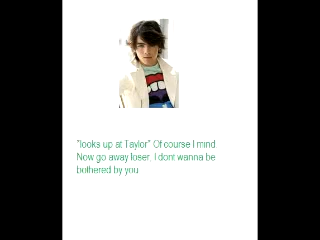 "looks up at Taylor" Of course I mind
Now go away loser, I dont wanna be
bothered by you